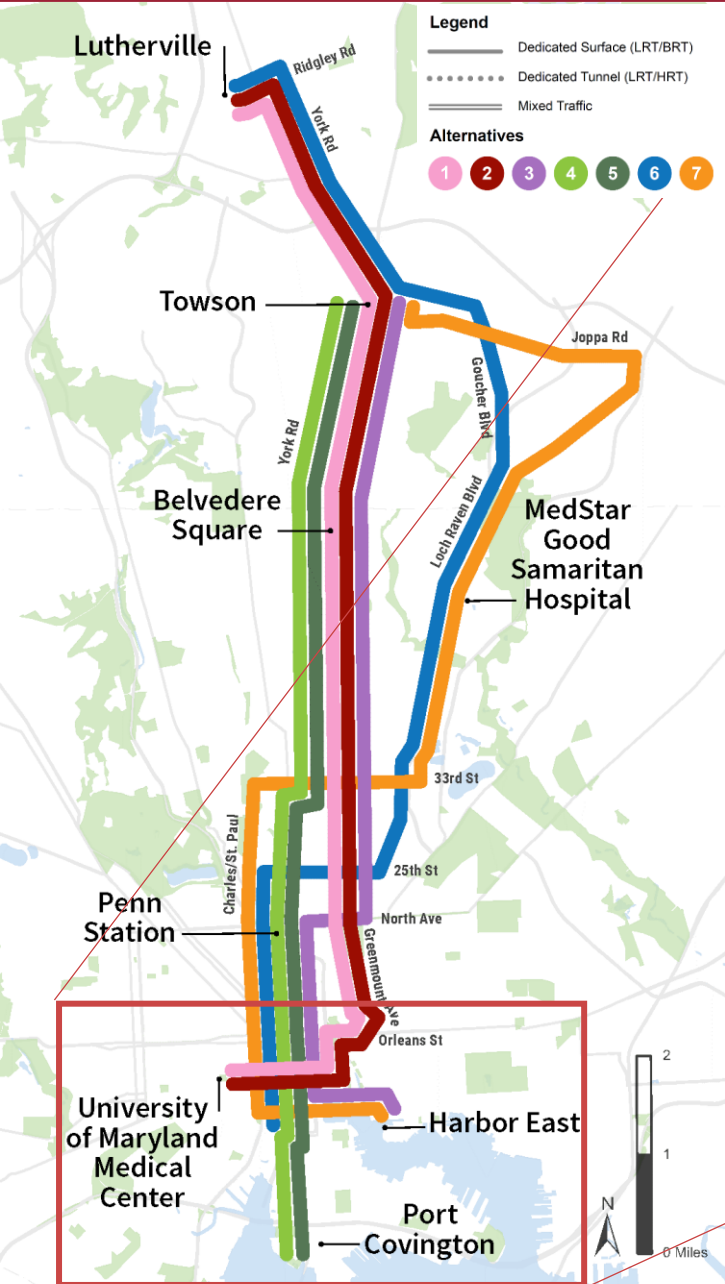 Lutherville
Ridgley Rd
York Rd
Legend
Dedicated Surface (LRT/BRT)
Dedicated Tunnel (LRT/HRT)
Mixed Traffic
Alternatives
1 2 3 4 5 6 7
Towson
Joppa Rd
Goucher Blvd
York Rd
Belvedere
Square
Loch Raven Blvd
MedStar
Good
Samaritan
Hospital
33rd St
Charles/St. Paul
25th St
Penn
Station
North Ave
Greenmount Ave
Orleans St
University
of Maryland
Medical
Center
Harbor East
Port
Covington
N
2
1
0 Miles